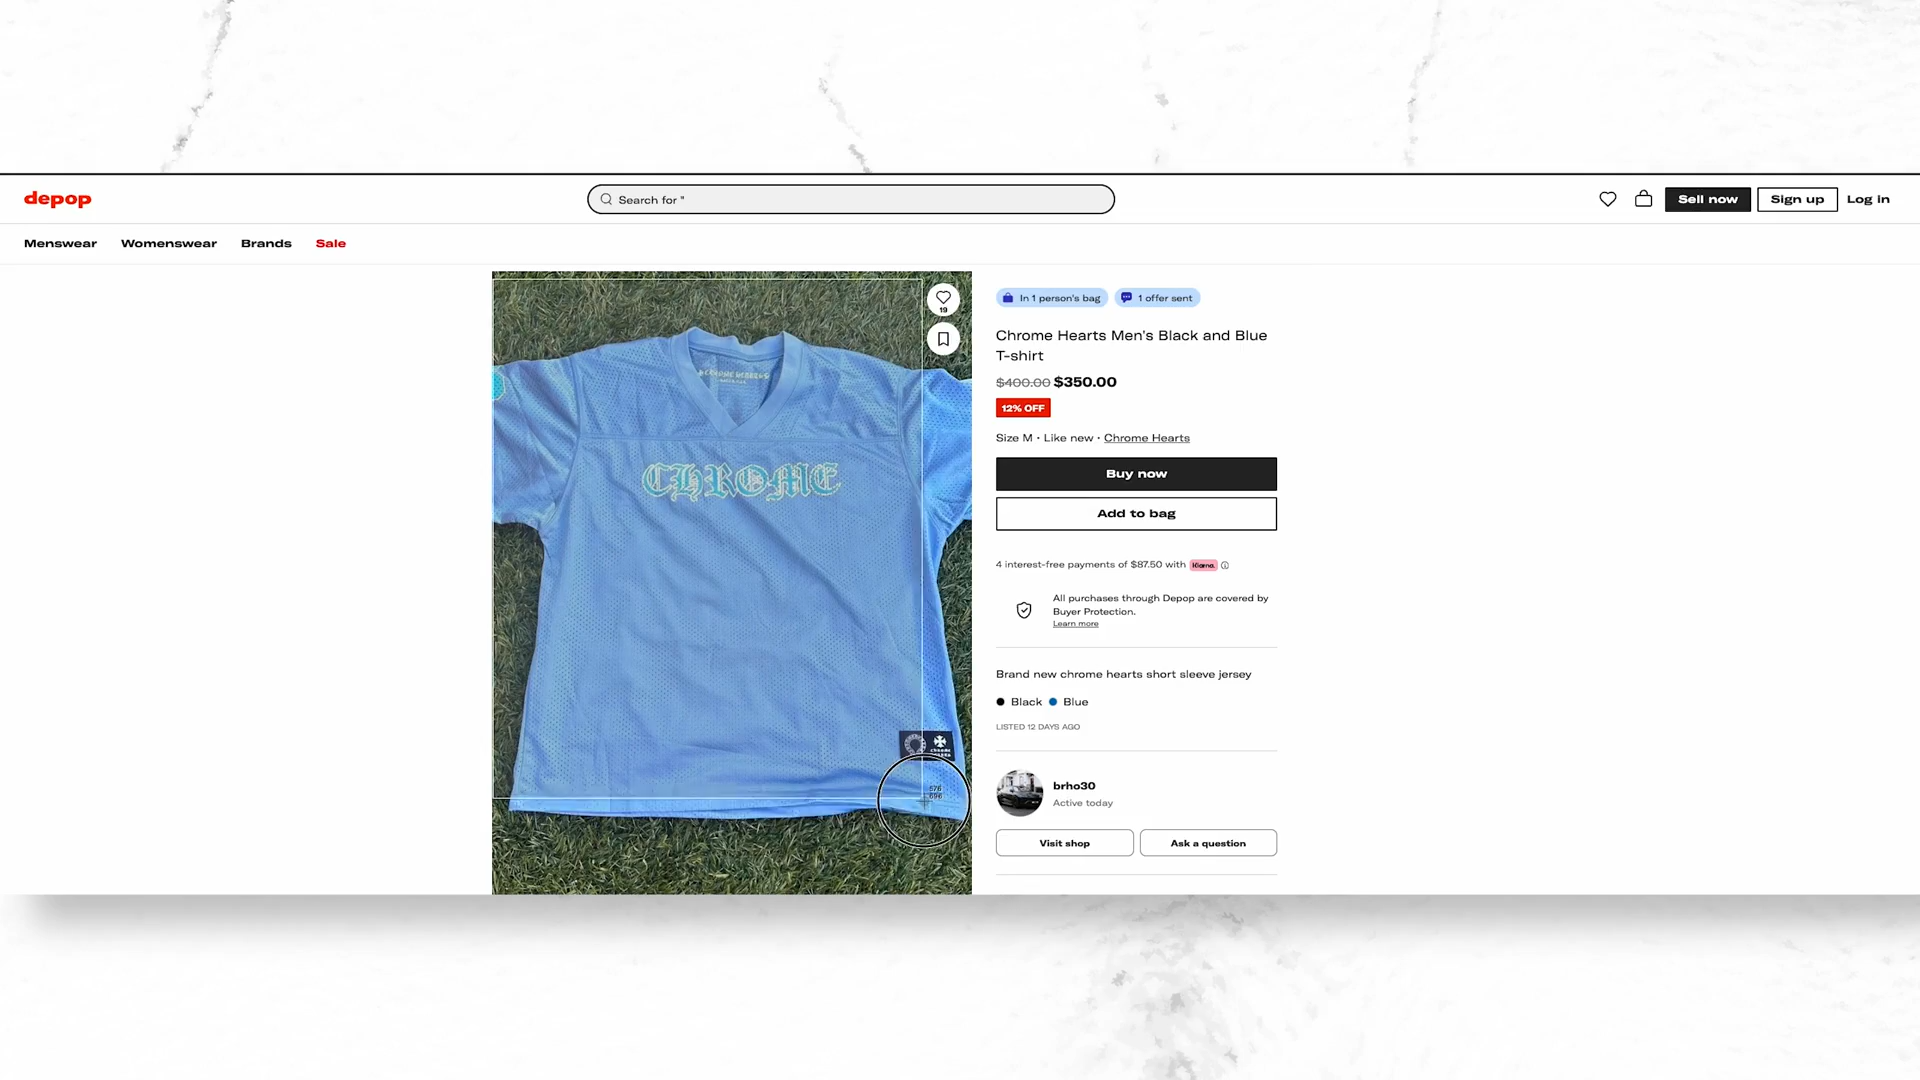 depop
Search for "
Sell now
Sign up
Log in
Menswear
Womenswear
Brands
Sale
19
CHROME
576
696
In 1 person's bag
1 offer sent
Chrome Hearts Men's Black and Blue
T-shirt
$400.00 $350.00
12% OFF
Size M • Like new • Chrome Hearts
Buy now
Add to bag
4 interest-free payments of $87.50 with Klarna.
All purchases through Depop are covered by
Buyer Protection.
Learn more
Brand new chrome hearts short sleeve jersey
Black
Blue
LISTED 12 DAYS AGO
brho30
Active today
Visit shop
Ask a question